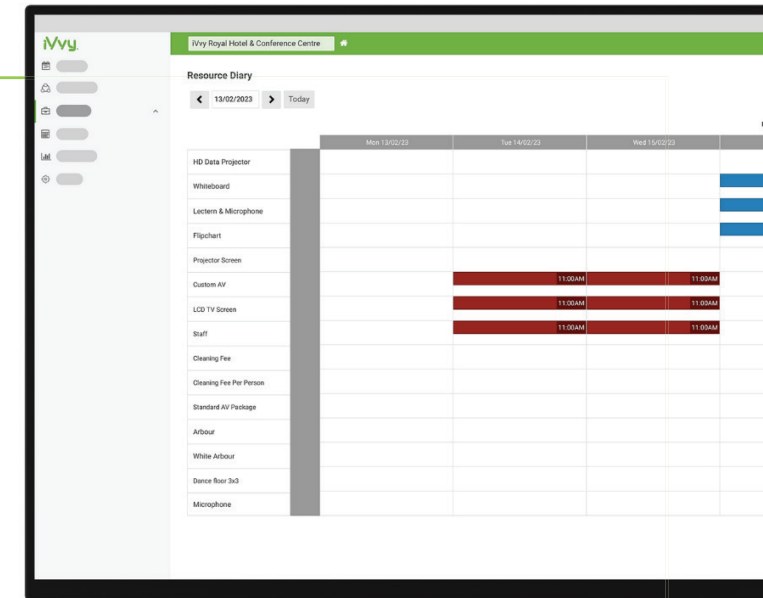 iVvy
iVvy Royal Hotel & Conference Centre
Resource Diary
13/02/2023 Today
Mon 13/02/23 Tue 14/02/23 Wed 15/02/23
HD Data Projector
Whiteboard
Lectern & Microphone
Flipchart
Projector Screen
Custom AV 11:00AM 11:00AM
LCD TV Screen 11:00AM 11:00AM
Staff 11:00AM 11:00AM
Cleaning Fee
Cleaning Fee Per Person
Standard AV Package
Arbour
White Arbour
Dance floor 3x3
Microphone